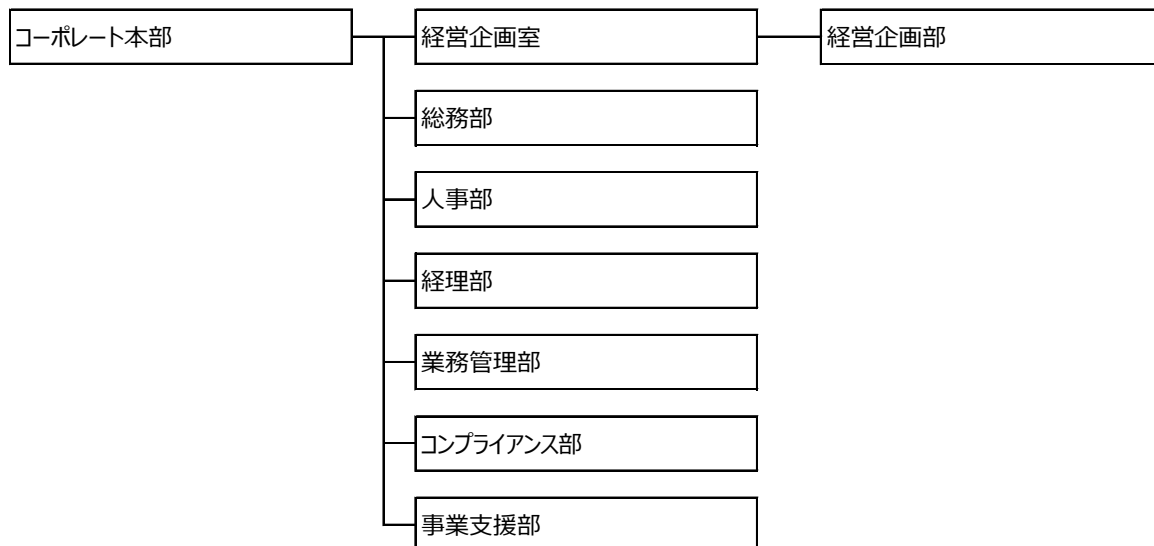 コーポレート本部
経営企画室
経営企画部
総務部
人事部
経理部
業務管理部
コンプライアンス部
事業支援部